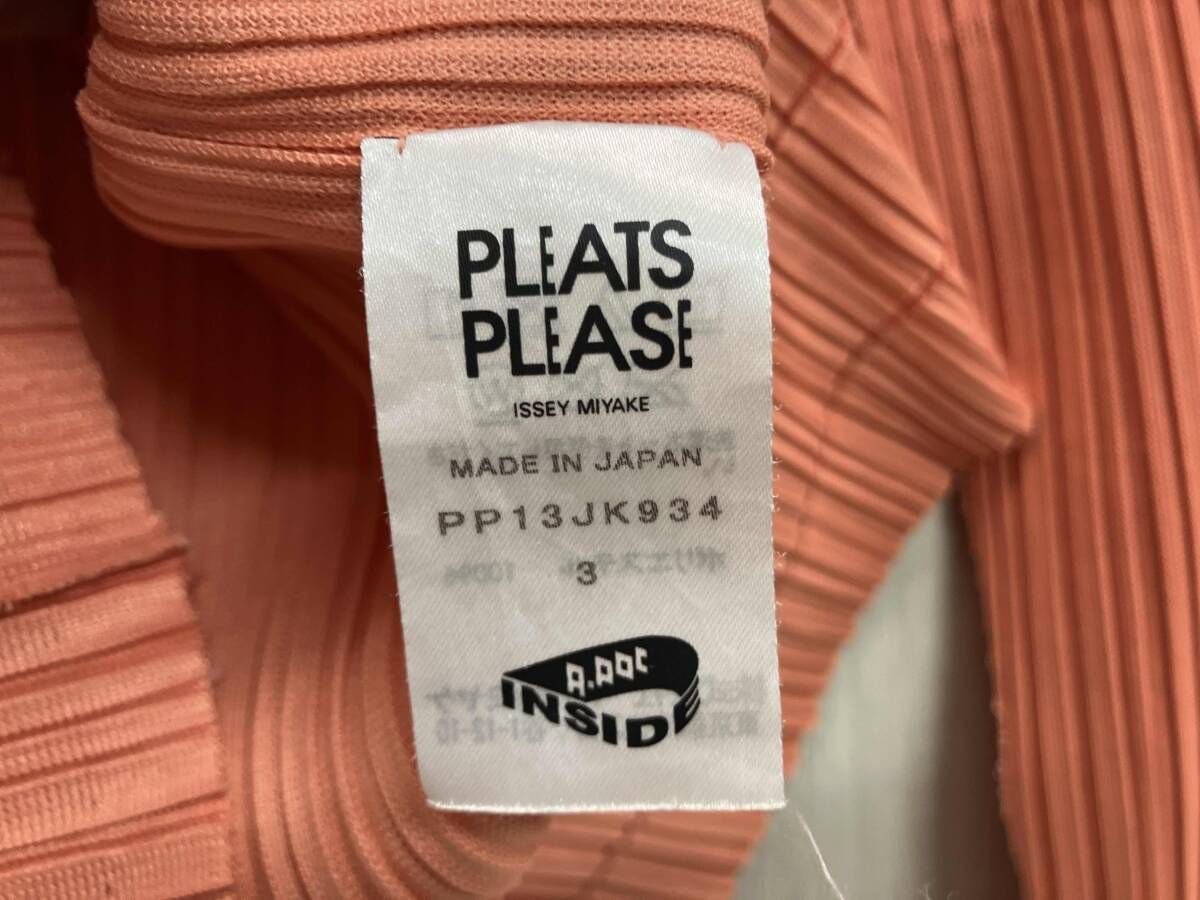 PLEATS
PLEASE
ISSEY MIYAKE
MADE IN JAPAN
PP13JK934
3
A-POC
INSIDE